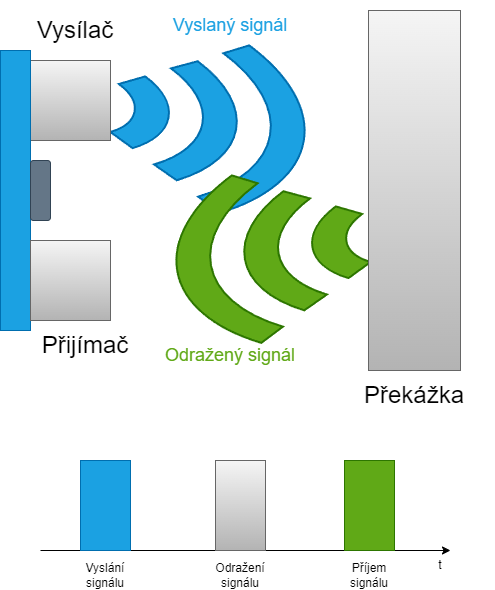 Vysílač
Vyslaný signál
Přijímač
Odražený signál
Překážka
t
Vyslání
signálu
Odražení
signálu
Příjem
signálu